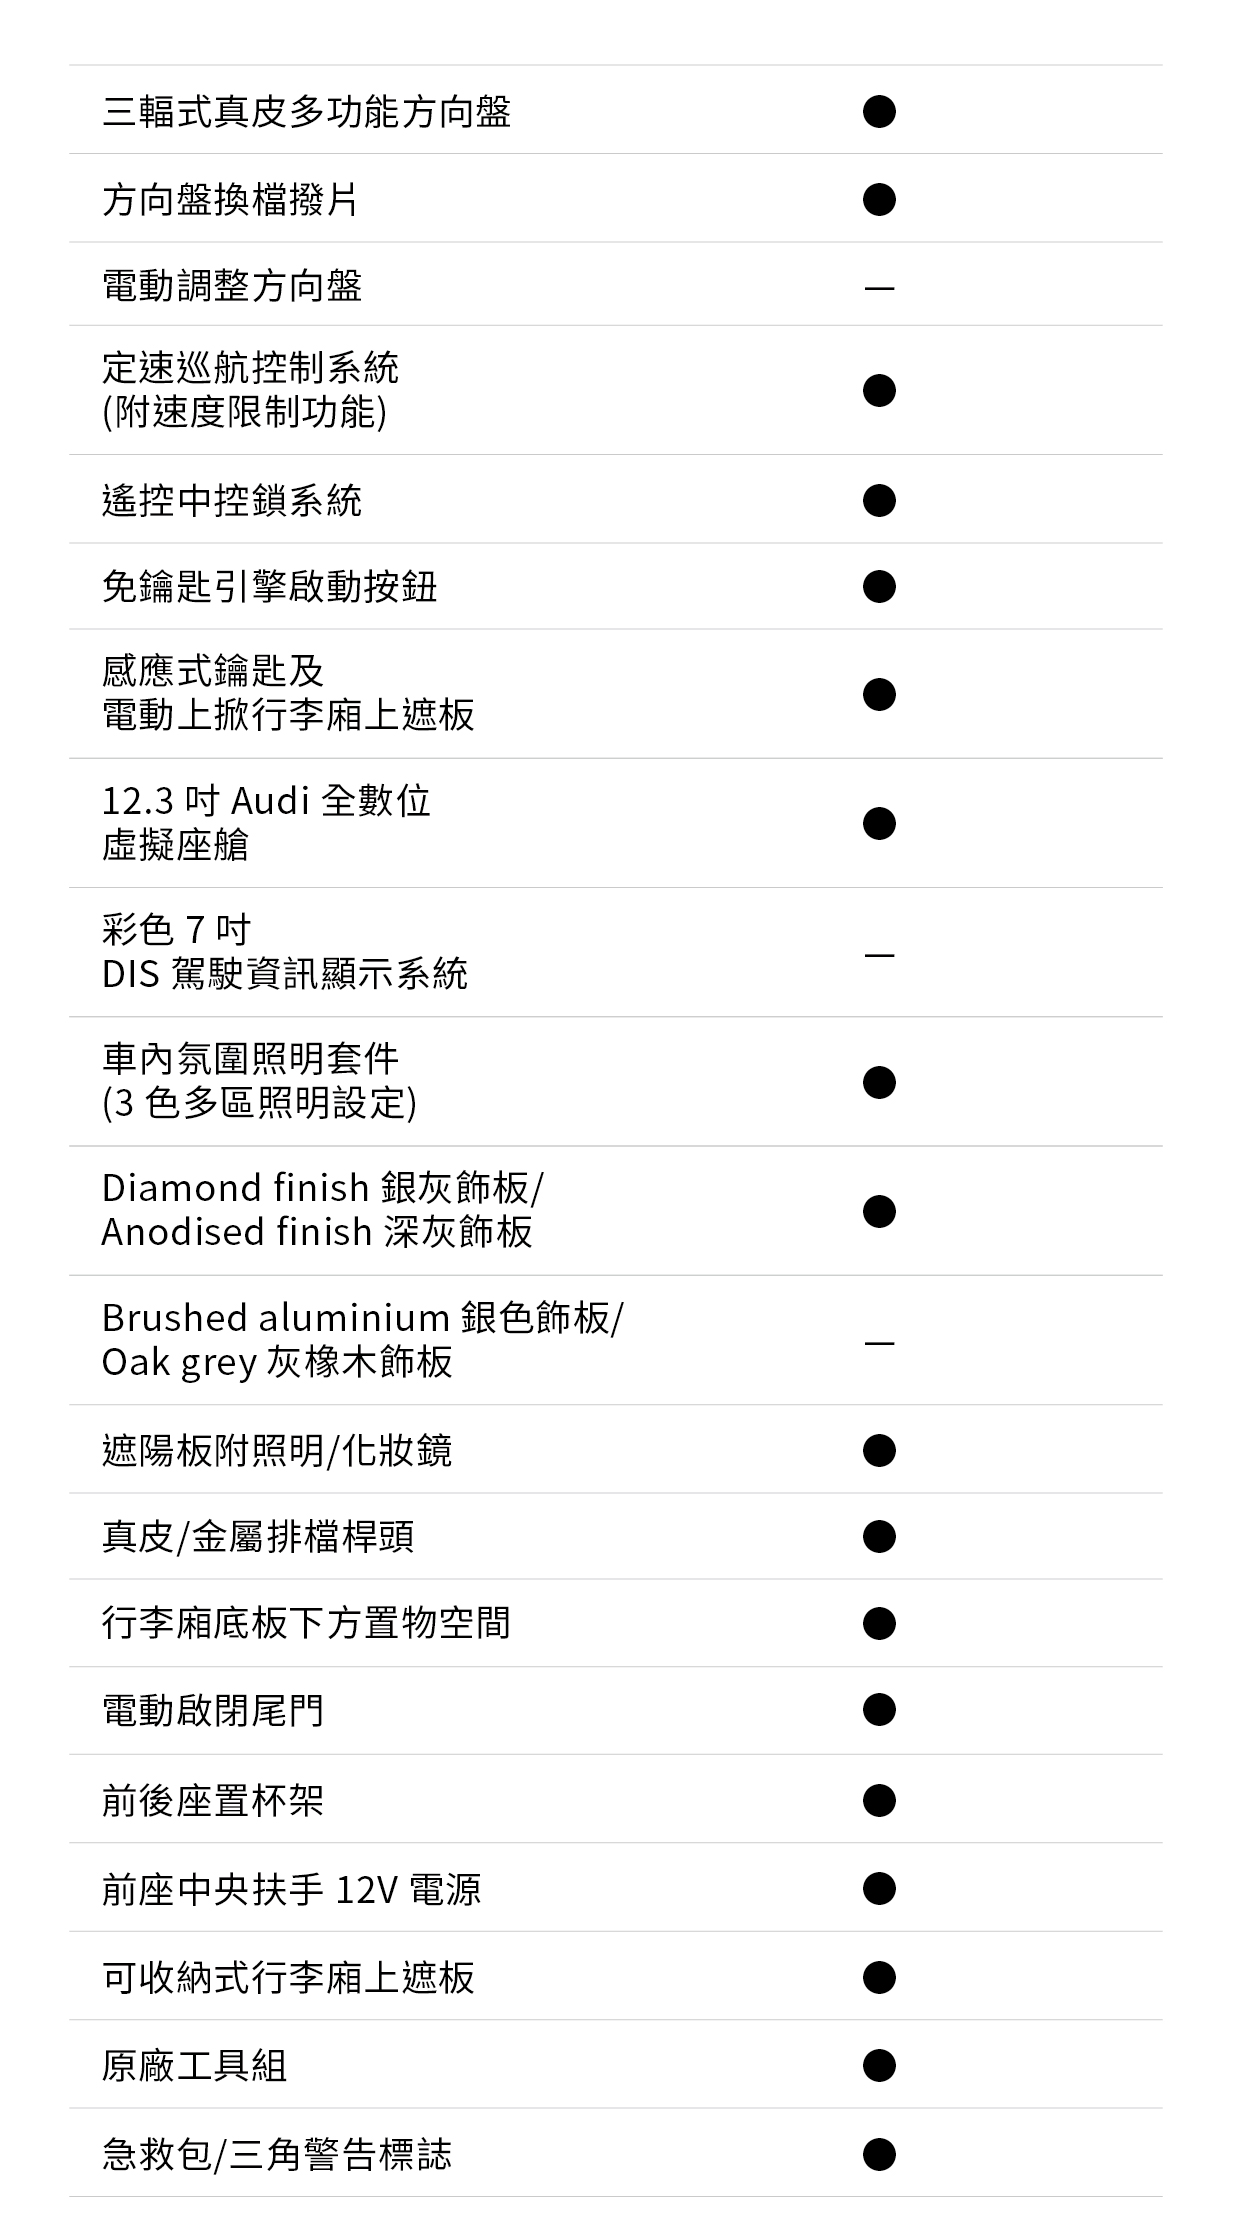 三輻式真皮多功能方向盤 ●
方向盤換檔撥片 ●
電動調整方向盤 —
定速巡航控制系統
(附速度限制功能) ●
遙控中控鎖系統 ●
免鑰匙引擎啟動按鈕 ●
感應式鑰匙及
電動上掀行李廂上遮板 ●
12.3 吋 Audi 全數位
虛擬座艙 ●
彩色 7 吋
DIS 駕駛資訊顯示系統 —
車內氛圍照明套件
(3 色多區照明設定) ●
Diamond finish 銀灰飾板/
Anodised finish 深灰飾板 ●
Brushed aluminium 銀色飾板/
Oak grey 灰橡木飾板 —
遮陽板附照明/化妝鏡 ●
真皮/金屬排檔桿頭 ●
行李廂底板下方置物空間 ●
電動啟閉尾門 ●
前後座置杯架 ●
前座中央扶手 12V 電源 ●
可收納式行李廂上遮板 ●
原廠工具組 ●
急救包/三角警告標誌 ●